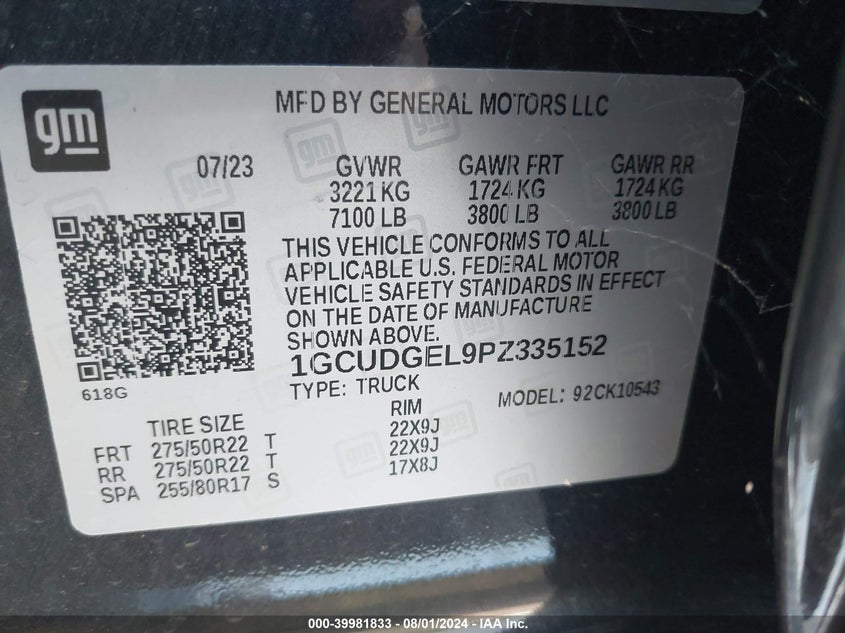 gm
MFD BY GENERAL MOTORS LLC
07/23 GVWR GAWR FRT GAWR RR
3221 KG 1724 KG 1724 KG
7100 LB 3800 LB 3800 LB
THIS VEHICLE CONFORMS TO ALL
APPLICABLE U.S. FEDERAL MOTOR
VEHICLE SAFETY STANDARDS IN EFFECT
ON THE DATE OF MANUFACTURE
SHOWN ABOVE.
1GCUDGEL9PZ335152
TYPE: TRUCK MODEL: 92CK10543
618G
TIRE SIZE RIM
FRT 275/50R22 T 22X9J
RR 275/50R22 T 22X9J
SPA 255/80R17 S 17X8J
000-39981833 - 08/01/2024 - © IAA Inc.